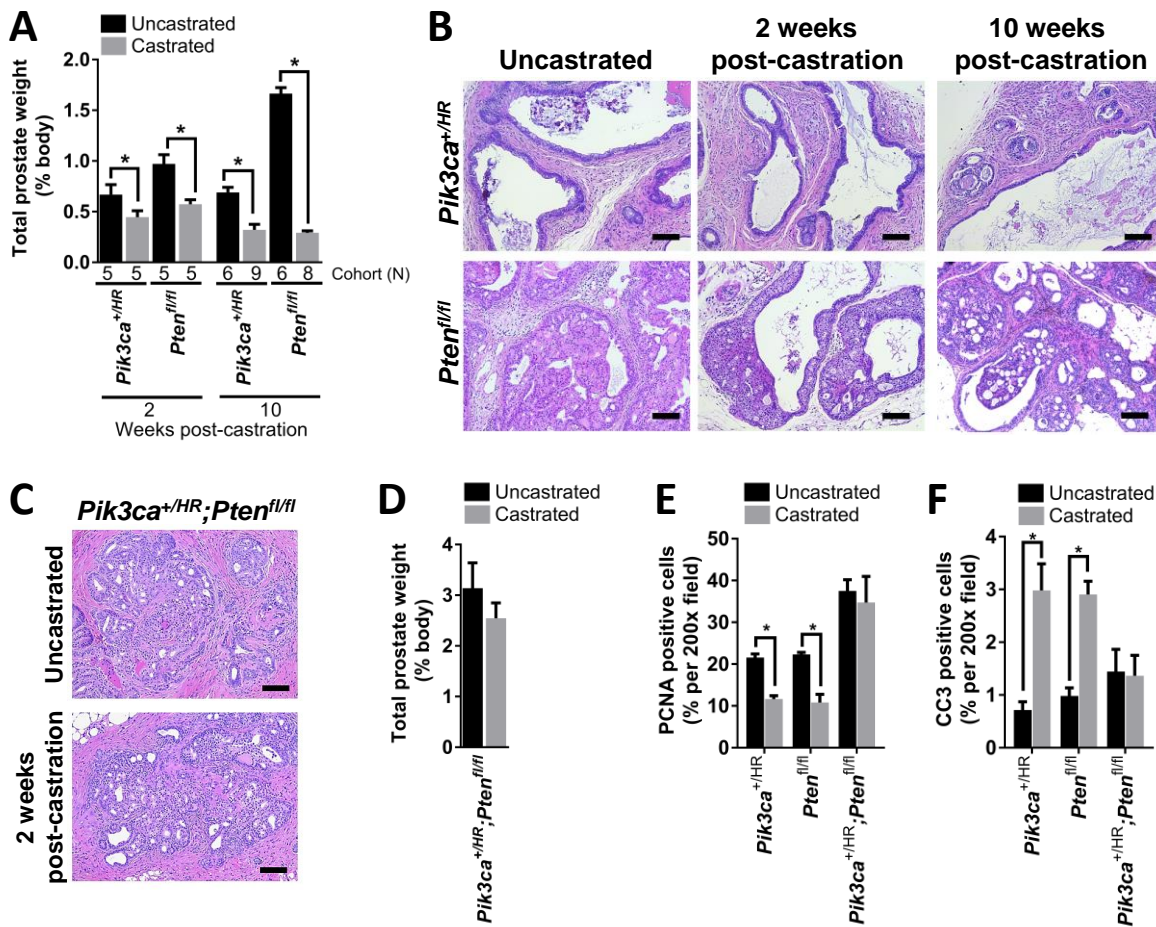 A
Uncastrated
Castrated
Total prostate weight
(% body)
2.0
1.5
1.0
0.5
0.0
5 5 5 5 6 9 6 8 Cohort (N)
Pik3ca+/HR
Ptenfl/fl
Pik3ca+/HR
Ptenfl/fl
2
10
Weeks post-castration
* * * *
B
Uncastrated
2 weeks
post-castration
10 weeks
post-castration
Pik3ca+/HR
Ptenfl/fl
C
Pik3ca+/HR;Ptenfl/fl
Uncastrated
2 weeks
post-castration
D
Uncastrated
Castrated
Total prostate weight
(% body)
4
3
2
1
0
Pik3ca+/HR;Ptenfl/fl
E
Uncastrated
Castrated
PCNA positive cells
(% per 200x field)
50
40
30
20
10
0
* *
Pik3ca+/HR
Ptenfl/fl
Pik3ca+/HR;Ptenfl/fl
F
Uncastrated
Castrated
CC3 positive cells
(% per 200x field)
4
3
2
1
0
* *
Pik3ca+/HR
Ptenfl/fl
Pik3ca+/HR;Ptenfl/fl